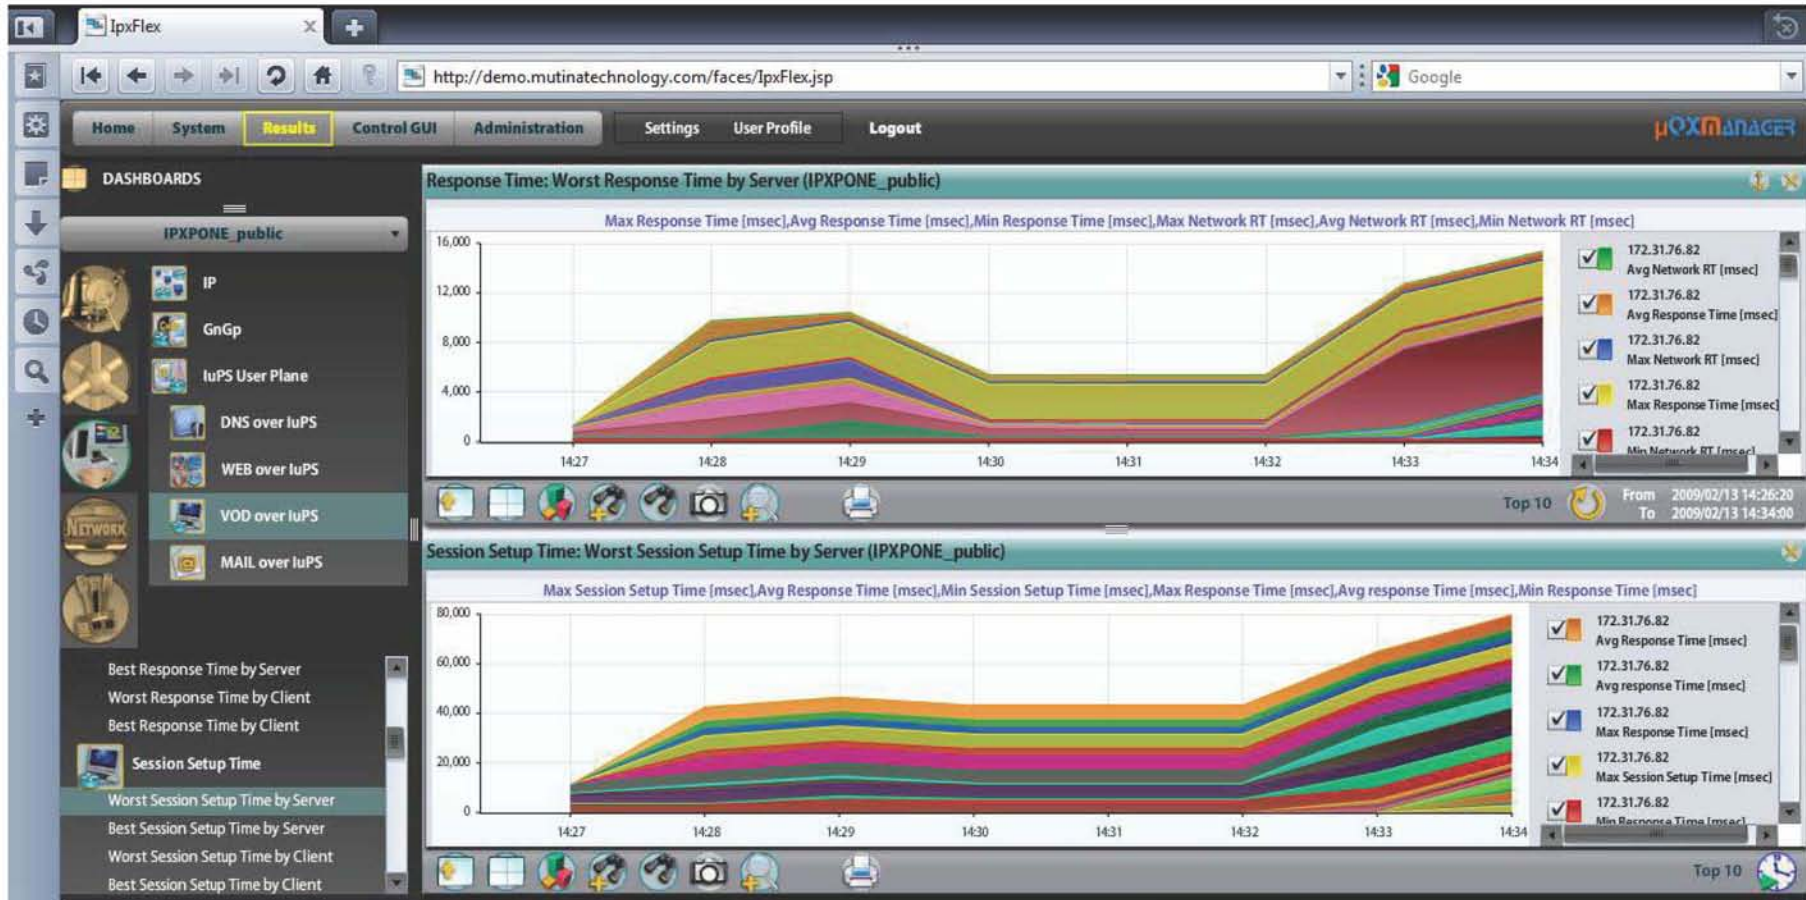 IpxFlex
http://demo.mutinatechnology.com/faces/IpxFlex.jsp
Google
Home System Results Control GUI Administration Settings User Profile Logout
µQXManager
DASHBOARDS
IPXPONE_public
IP
GnGp
IuPS User Plane
DNS over IuPS
WEB over IuPS
VOD over IuPS
MAIL over IuPS
NETWORK
Best Response Time by Server
Worst Response Time by Client
Best Response Time by Client
Session Setup Time
Worst Session Setup Time by Server
Best Session Setup Time by Server
Worst Session Setup Time by Client
Best Session Setup Time by Client
Response Time: Worst Response Time by Server (IPXPONE_public)
Max Response Time [msec],Avg Response Time [msec],Min Response Time [msec],Max Network RT [msec],Avg Network RT [msec],Min Network RT [msec]
16,000
12,000
8,000
4,000
0
14:27 14:28 14:29 14:30 14:31 14:32 14:33 14:34
172.31.76.82
Avg Network RT [msec]
172.31.76.82
Avg Response Time [msec]
172.31.76.82
Max Network RT [msec]
172.31.76.82
Max Response Time [msec]
172.31.76.82
Min Network RT [msec]
Top 10
From 2009/02/13 14:26:20
To 2009/02/13 14:34:00
Session Setup Time: Worst Session Setup Time by Server (IPXPONE_public)
Max Session Setup Time [msec],Avg Response Time [msec],Min Session Setup Time [msec],Max Response Time [msec],Avg response Time [msec],Min Response Time [msec]
80,000
60,000
40,000
20,000
0
14:27 14:28 14:29 14:30 14:31 14:32 14:33 14:34
172.31.76.82
Avg Response Time [msec]
172.31.76.82
Avg response Time [msec]
172.31.76.82
Max Response Time [msec]
172.31.76.82
Max Session Setup Time [msec]
172.31.76.82
Min Response Time [msec]
Top 10